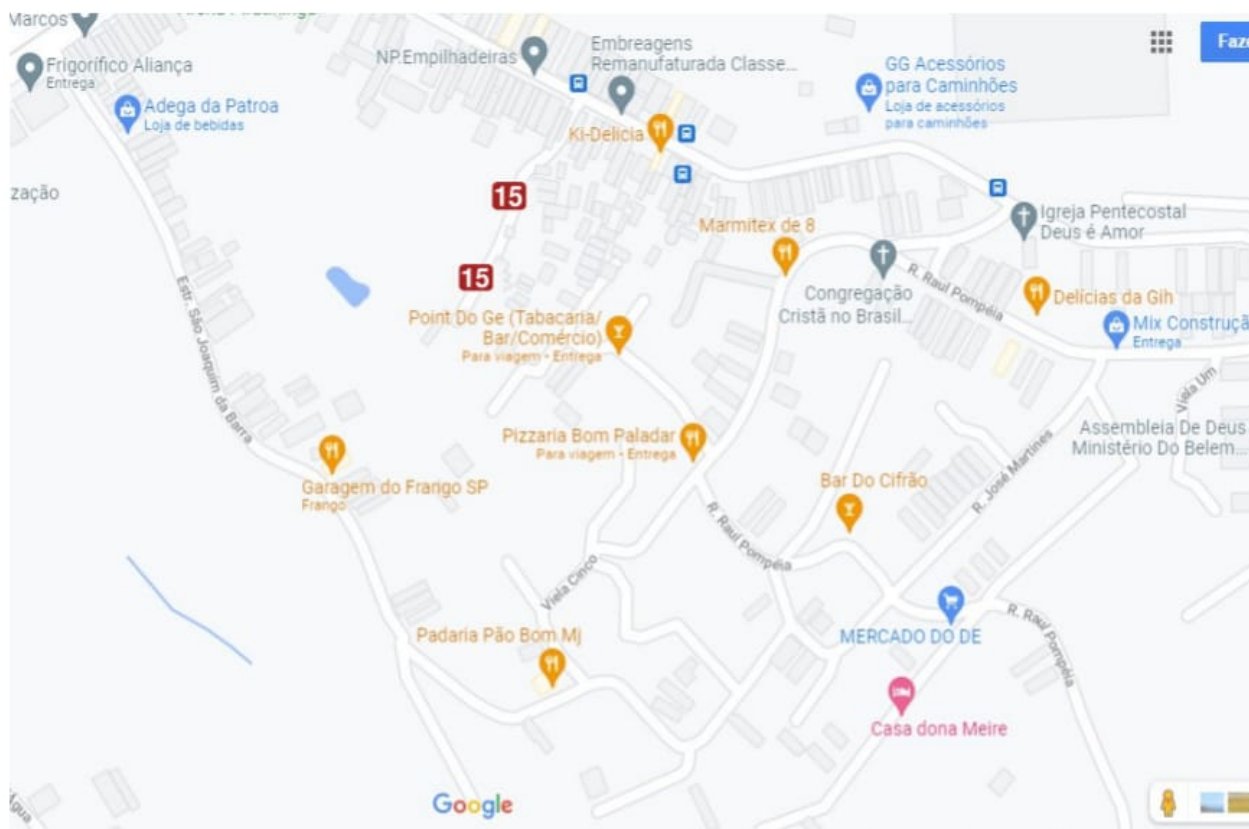 Marcos
Frigorífico Aliança
Entrega
Adega da Patroa
Loja de bebidas
NP.Empilhadeiras
Embreagens
Remanufaturada Classe...
GG Acessórios
para Caminhões
Loja de acessórios
para caminhões
Faze
Ki-Delicia
zação
15
15
Marmitex de 8
Igreja Pentecostal
Deus é Amor
Congregação
Cristã no Brasil...
R. Raul Pompéia
Delícias da Gih
Mix Construçã
Entrega
Estr. São Joaquim da Barra
Point Do Ge (Tabacaria/
Bar/Comércio)
Para viagem • Entrega
Viela Um
Pizzaria Bom Paladar
Para viagem • Entrega
Assembleia De Deus
Ministério Do Belem...
R. José Martines
Garagem do Frango SP
Frango
Bar Do Cifrão
R. Raul Pompéia
Viela Cinco
MERCADO DO DE
R. Raul Pompéia
Padaria Pão Bom Mj
Casa dona Meire
Google
Água